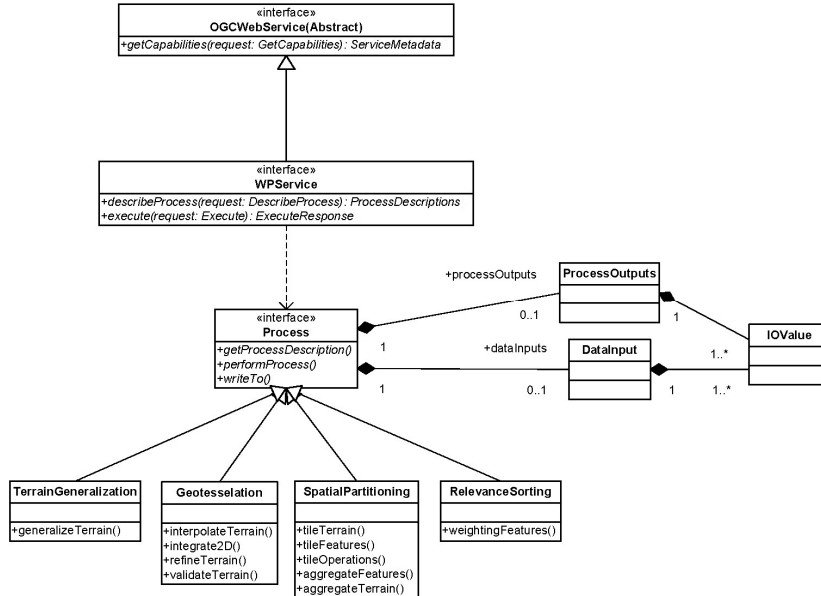 «interface»
OGCWebService(Abstract)
+getCapabilities(request: GetCapabilities): ServiceMetadata
«interface»
WPService
+describeProcess(request: DescribeProcess): ProcessDescriptions
+execute(request: Execute): ExecuteResponse
+processOutputs
ProcessOutputs
0..1
1
«interface»
Process
+getProcessDescription()
+performProcess()
+writeTo()
1
+dataInputs
DataInput
1..*
IOValue
1
0..1
1
1..*
TerrainGeneralization
+generalizeTerrain()
Geotesselation
+interpolateTerrain()
+integrate2D()
+refineTerrain()
+validateTerrain()
SpatialPartitioning
+tileTerrain()
+tileFeatures()
+tileOperations()
+aggregateFeatures()
+aggregateTerrain()
RelevanceSorting
+weightingFeatures()